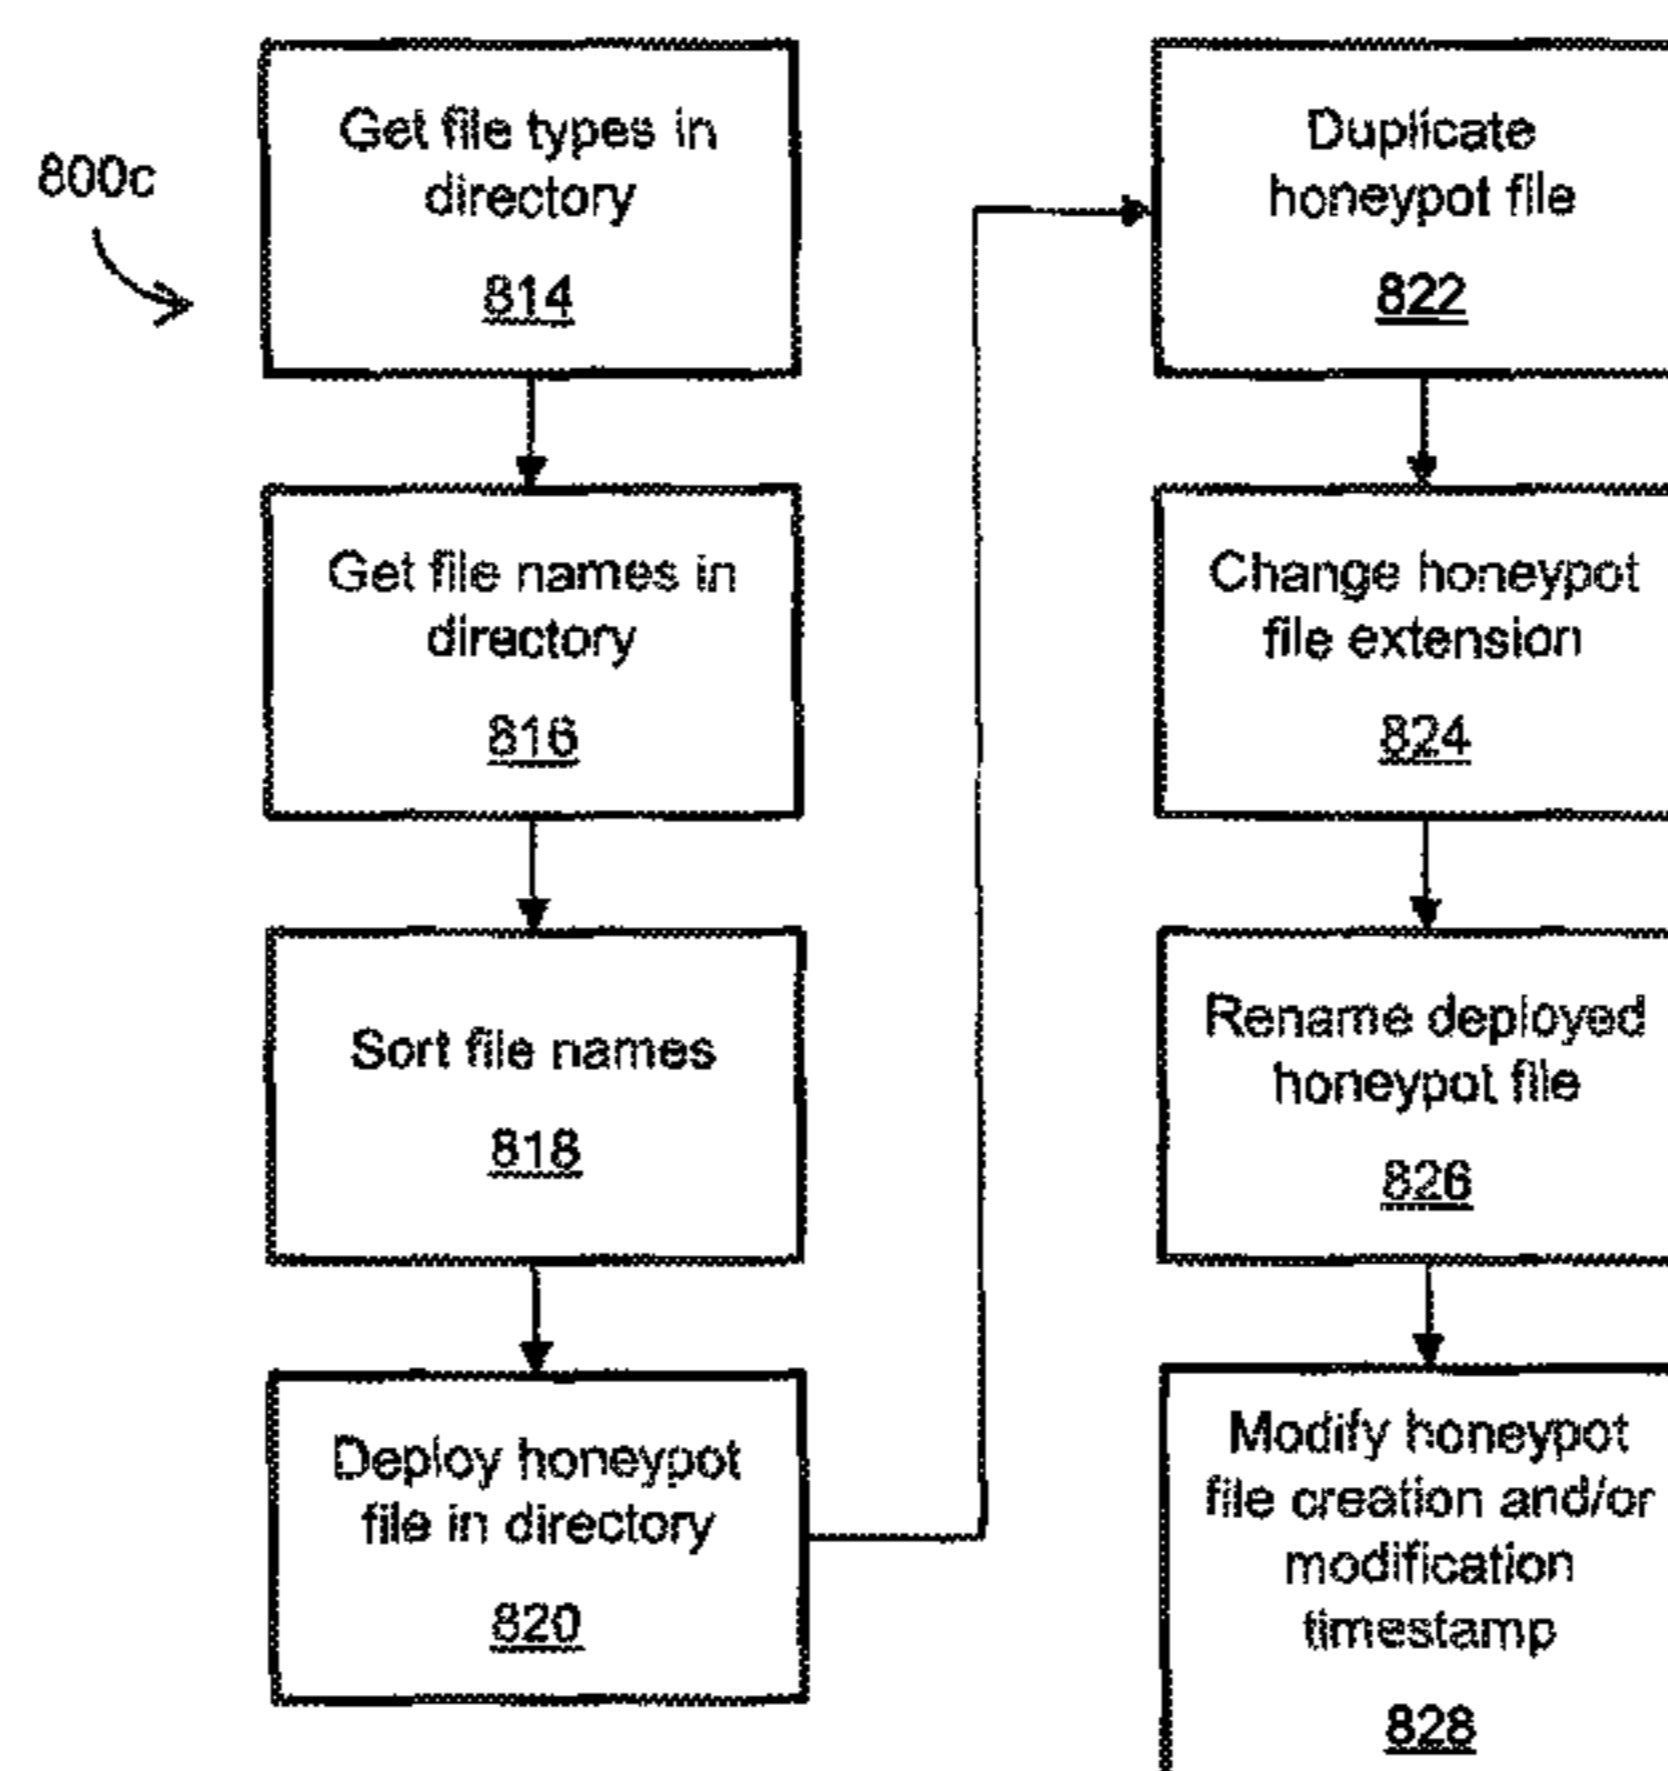 800c
Get file types in
directory
814
Get file names in
directory
816
Sort file names
818
Deploy honeypot
file in directory
820
Duplicate
honeypot file
822
Change honeypot
file extension
824
Rename deployed
honeypot file
826
Modify honeypot
file creation and/or
modification
timestamp
828